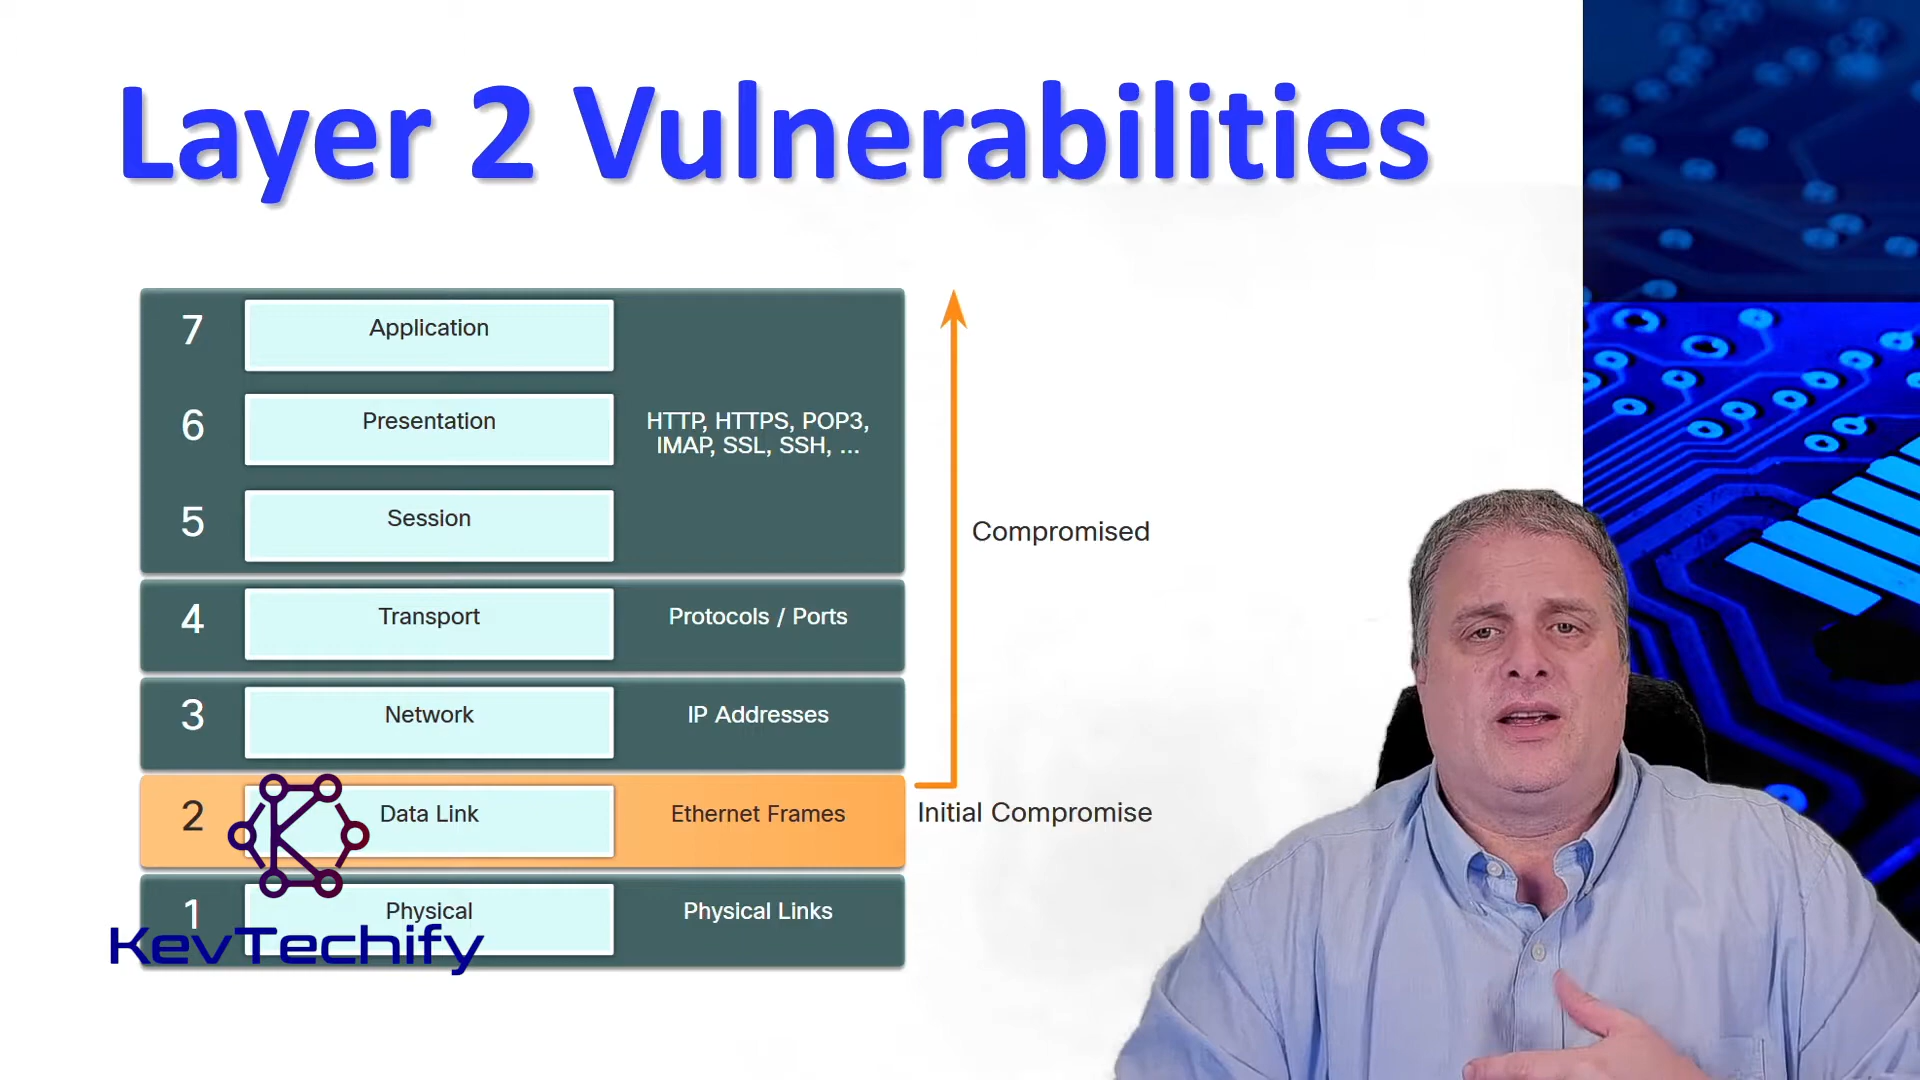 Layer 2 Vulnerabilities
7
Application
6
Presentation
HTTP, HTTPS, POP3,
IMAP, SSL, SSH, ...
5
Session
Compromised
4
Transport
Protocols / Ports
3
Network
IP Addresses
2
Data Link
Ethernet Frames
Initial Compromise
1
Physical
Physical Links
KevTechify